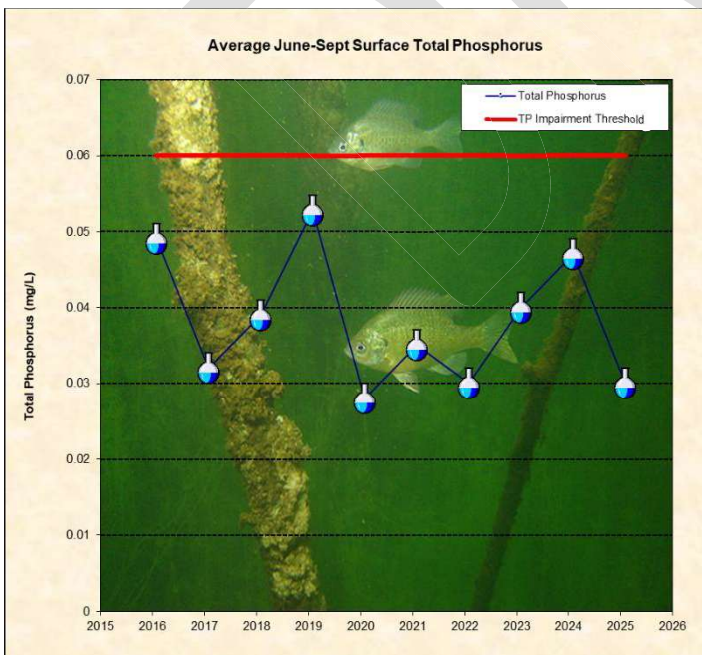 Average June-Sept Surface Total Phosphorus
Total Phosphorus
TP Impairment Threshold
Total Phosphorus (mg/L)
0.07
0.06
0.05
0.04
0.03
0.02
0.01
0
2015 2016 2017 2018 2019 2020 2021 2022 2023 2024 2025 2026